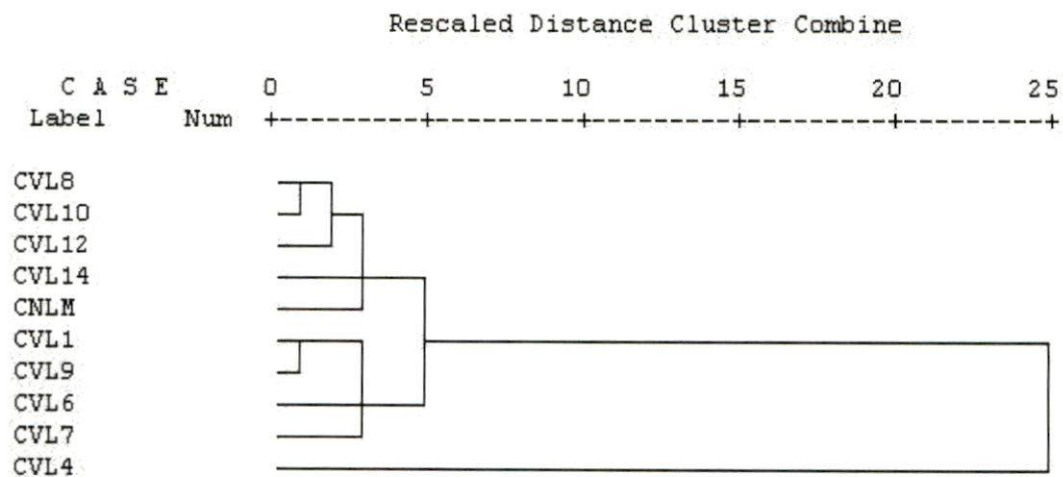 Rescaled Distance Cluster Combine
C A S E 0 5 10 15 20 25
Label Num +---------+---------+---------+---------+---------+
CVL8
CVL10
CVL12
CVL14
CNLM
CVL1
CVL9
CVL6
CVL7
CVL4